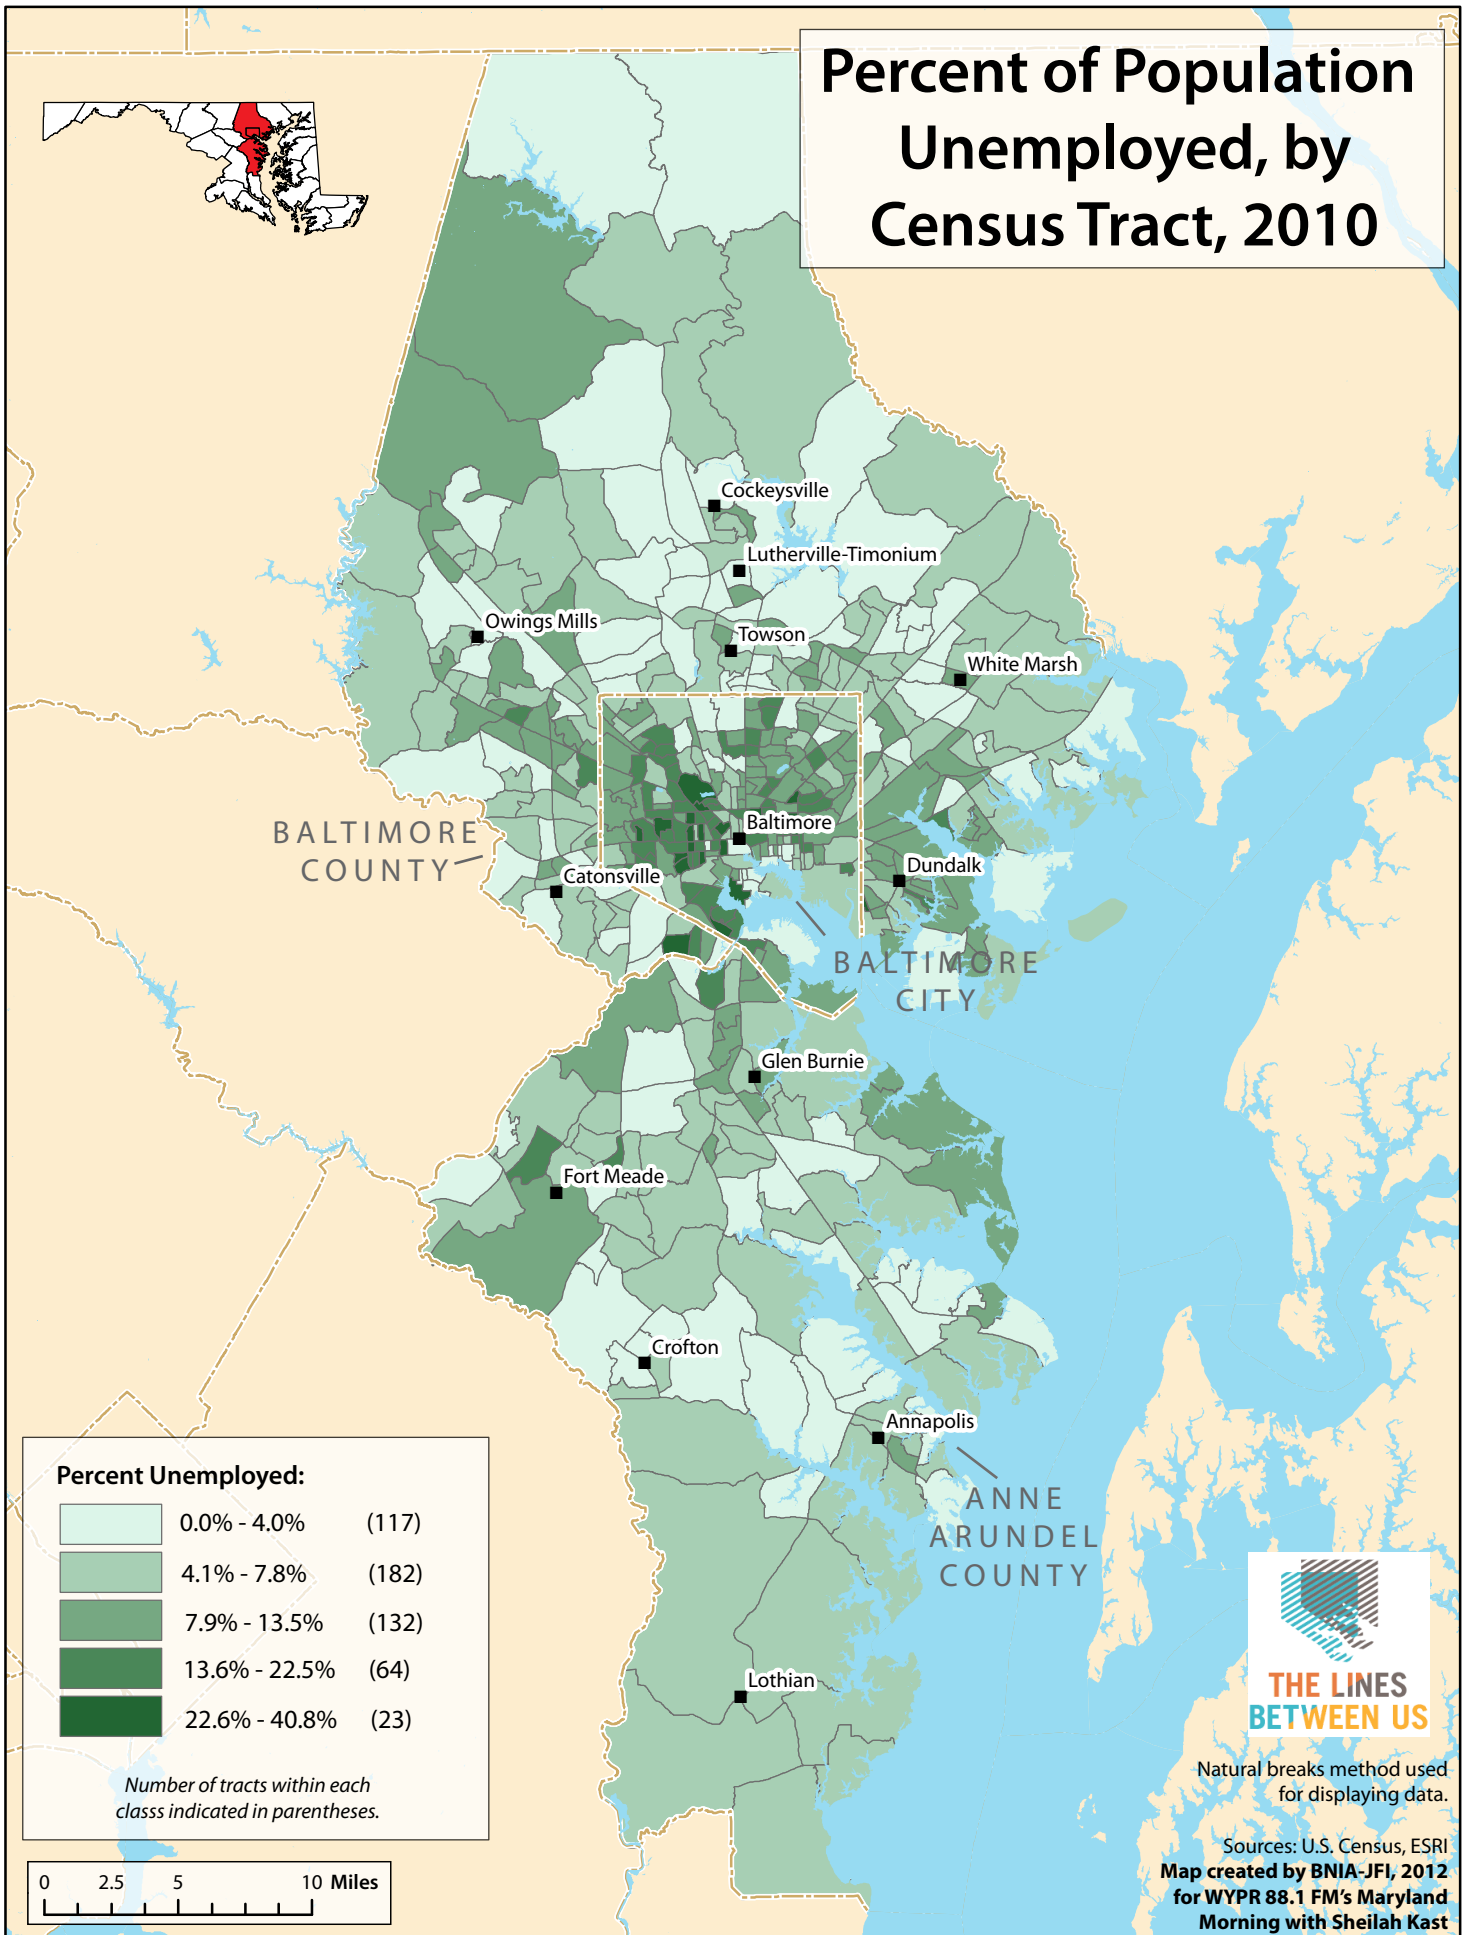 Percent of Population
Unemployed, by
Census Tract, 2010
Cockeysville
Lutherville-Timonium
Owings Mills
Towson
White Marsh
BALTIMORE
COUNTY
Baltimore
Dundalk
Catonsville
BALTIMORE
CITY
Glen Burnie
Fort Meade
Crofton
Annapolis
ANNE
ARUNDEL
COUNTY
Lothian
Percent Unemployed:
0.0% - 4.0% (117)
4.1% - 7.8% (182)
7.9% - 13.5% (132)
13.6% - 22.5% (64)
22.6% - 40.8% (23)
Number of tracts within each
classs indicated in parentheses.
0 2.5 5 10 Miles
THE LINES
BETWEEN US
Natural breaks method used
for displaying data.
Sources: U.S. Census, ESRI
Map created by BNIA-JFI, 2012
for WYPR 88.1 FM's Maryland
Morning with Sheilah Kast